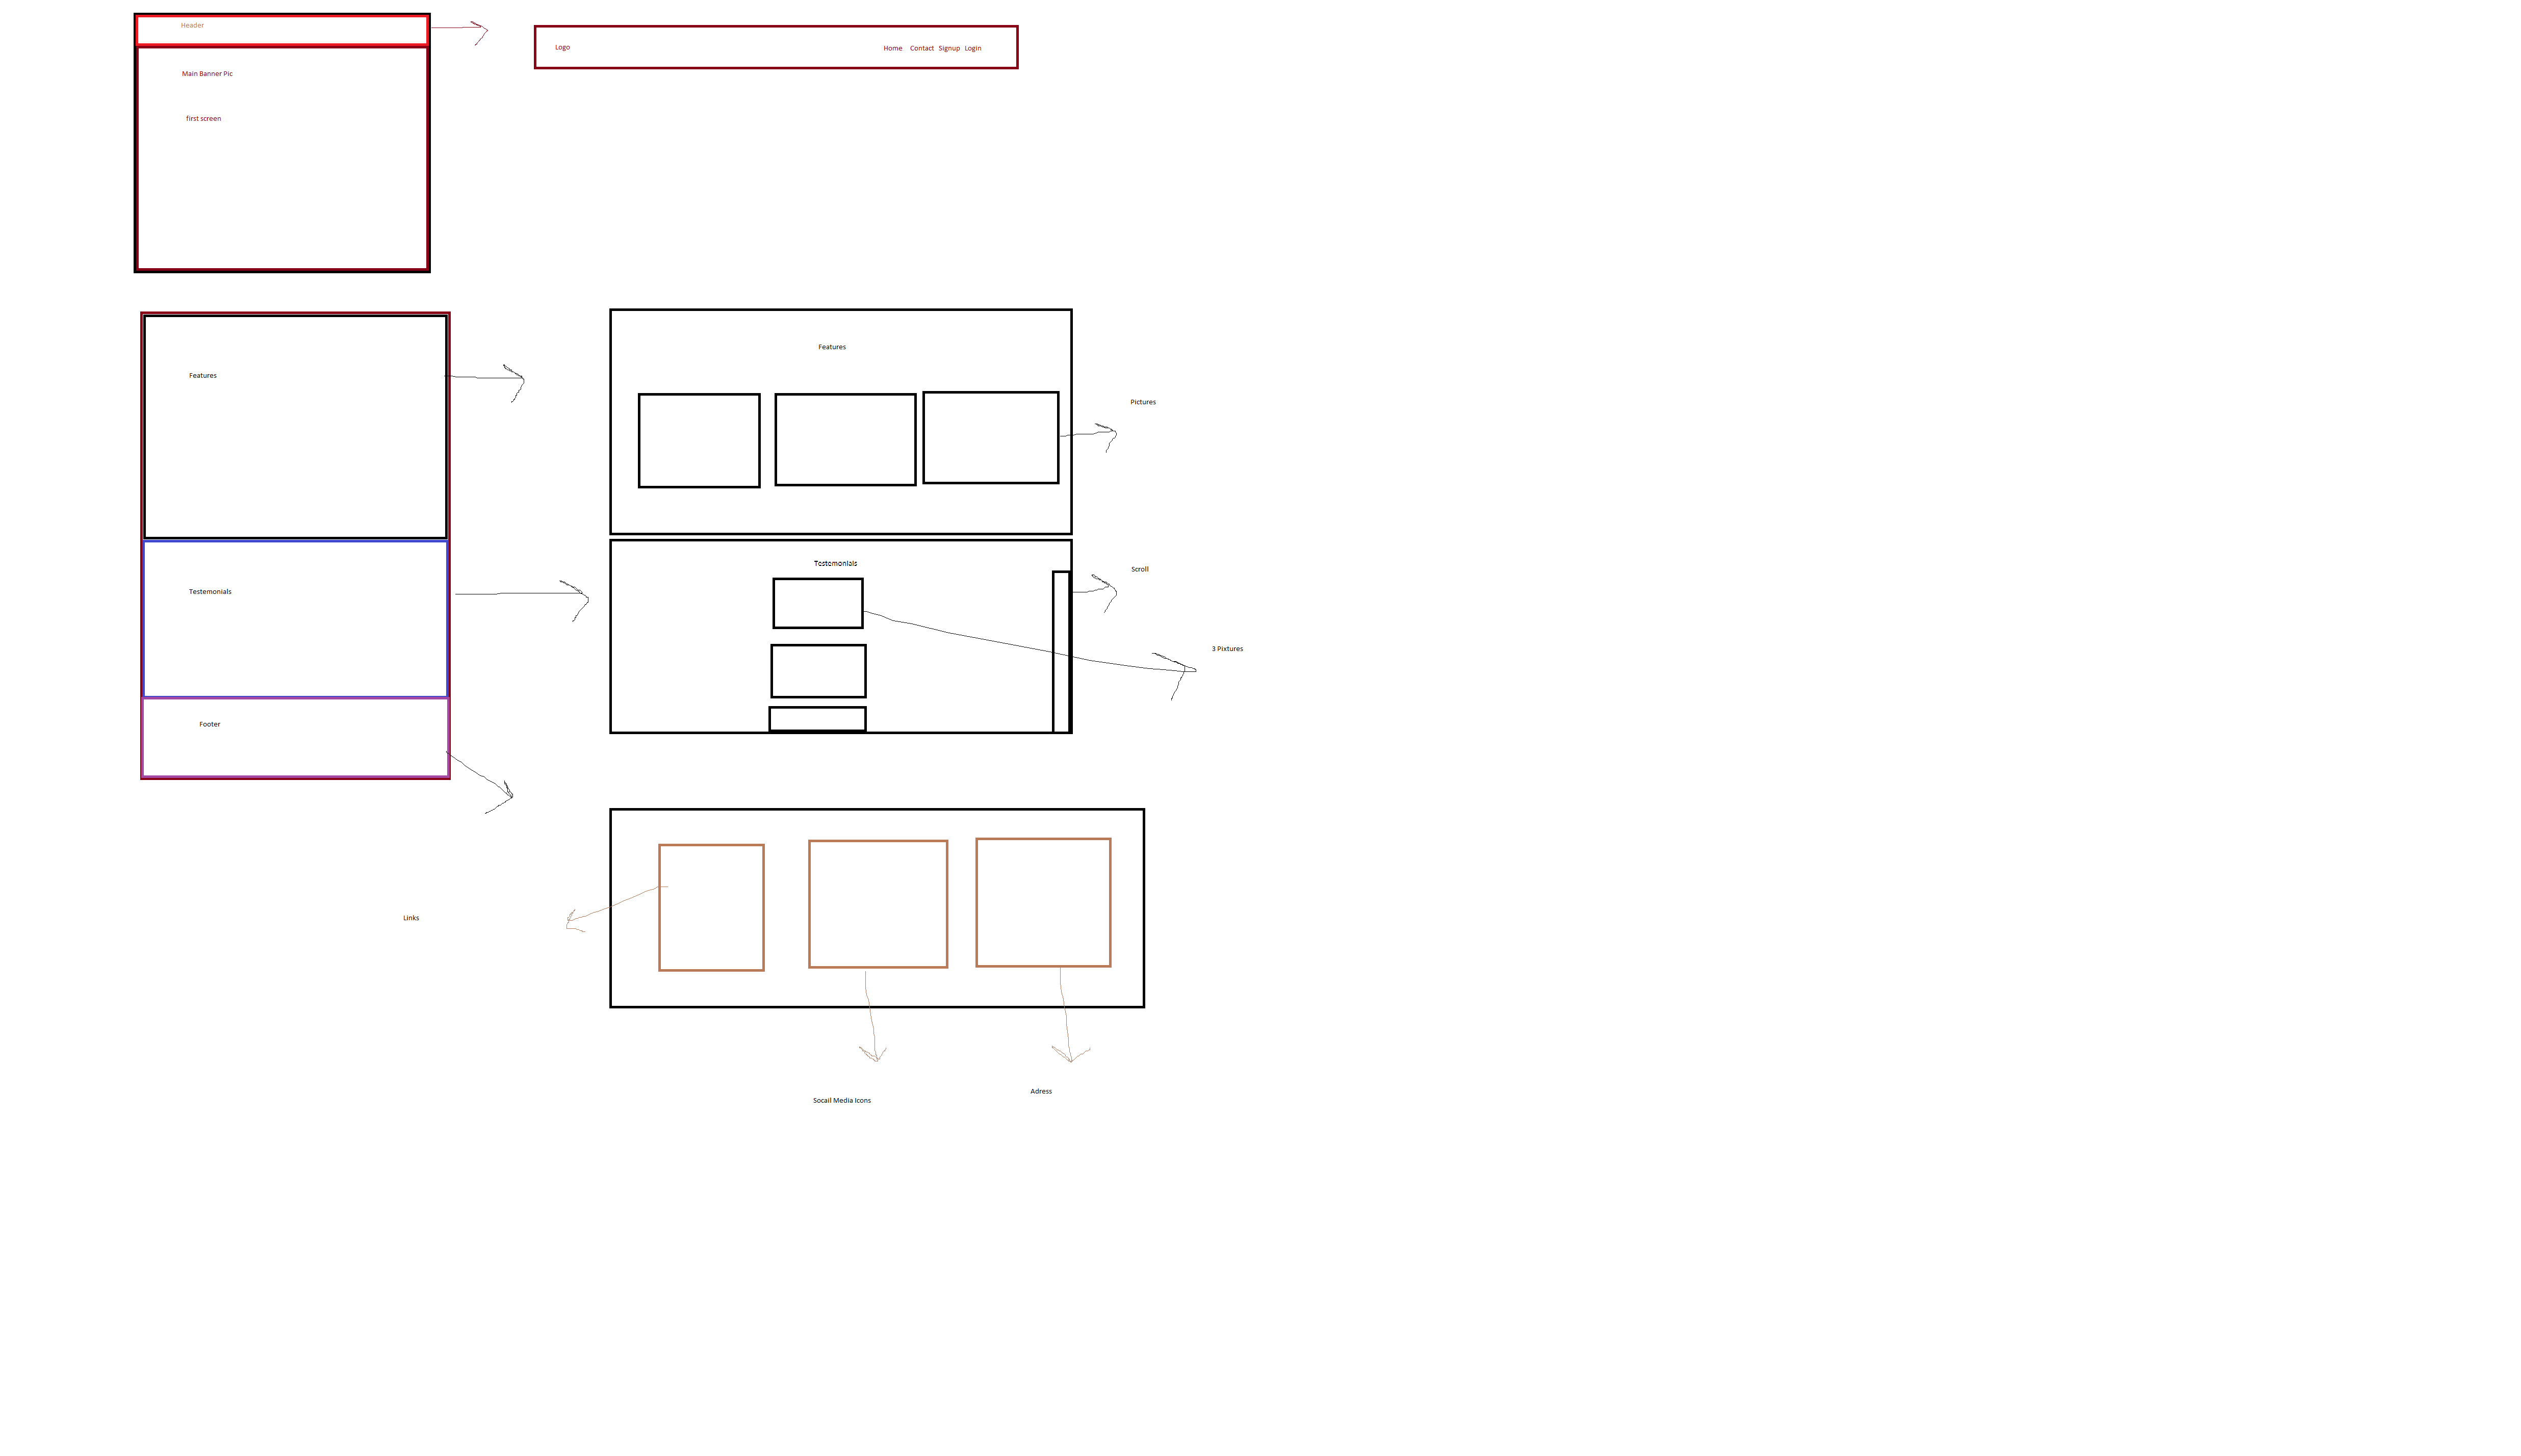 Header
Logo
Home Contact Signup Login
Main Banner Pic
first screen
Features
Features
Pictures
Testemonials
Testemonials
Scroll
3 Pixtures
Footer
Links
Socail Media Icons
Adress